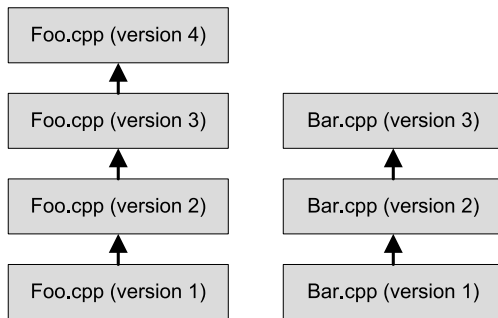 Foo.cpp (version 4)
Foo.cpp (version 3)
Bar.cpp (version 3)
Foo.cpp (version 2)
Bar.cpp (version 2)
Foo.cpp (version 1)
Bar.cpp (version 1)